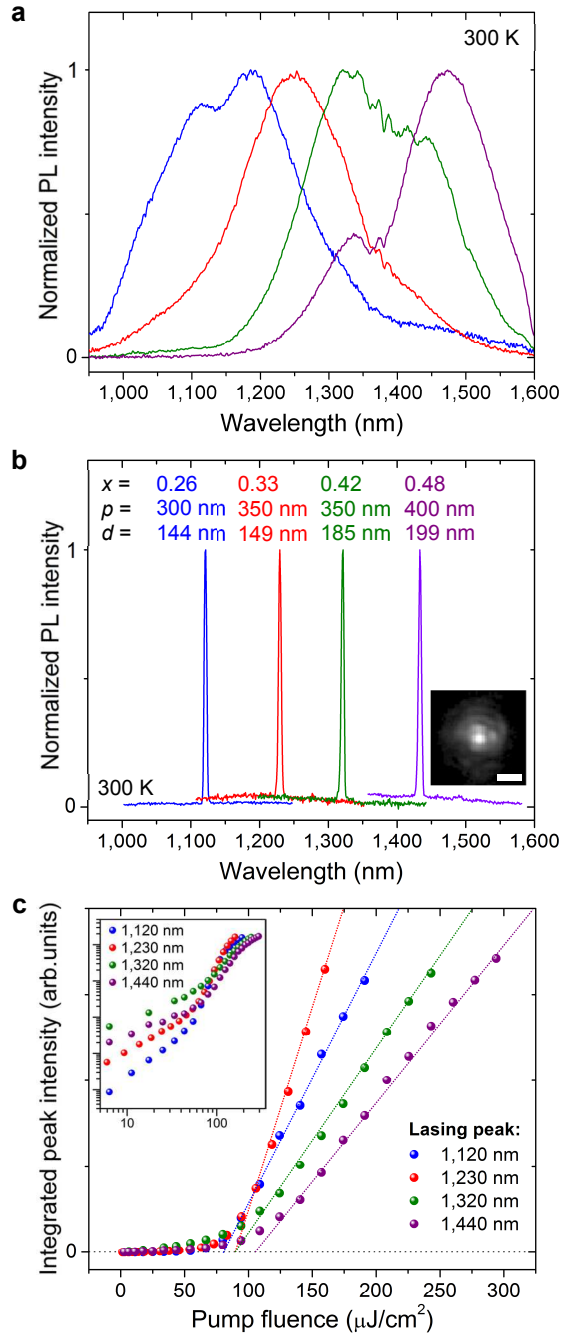 a
300 K
1
0
Normalized PL intensity
1,000 1,100 1,200 1,300 1,400 1,500 1,600
Wavelength (nm)
b
x = 0.26 0.33 0.42 0.48
p = 300 nm 350 nm 350 nm 400 nm
d = 144 nm 149 nm 185 nm 199 nm
1
0
Normalized PL intensity
300 K
1,000 1,100 1,200 1,300 1,400 1,500 1,600
Wavelength (nm)
c
Integrated peak intensity (arb.units)
1,120 nm
1,230 nm
1,320 nm
1,440 nm
10 100
Lasing peak:
1,120 nm
1,230 nm
1,320 nm
1,440 nm
0
0 50 100 150 200 250 300
Pump fluence (μJ/cm²)